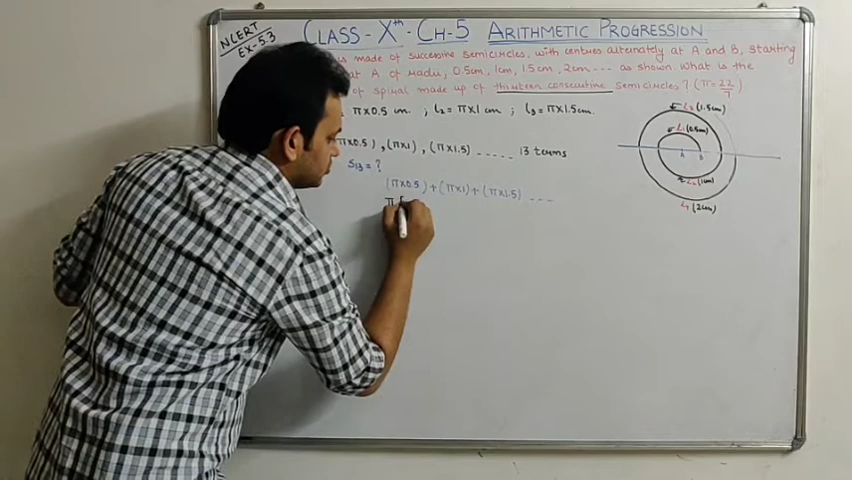 NCERT
EX-5.3
CLASS-Xth-CH-5 ARITHMETIC PROGRESSION
is made of successive semicircles, with centres alternately at A and B, starting
at A of radii, 0.5cm, 1cm, 1.5cm, 2cm ... as shown what is the
of spiral made up of thirteen consecutive semicircles? (π=22/7)
π×0.5 cm, ; l2 = π×1 cm ; l3 = π×1.5cm.
π×0.5), (π×1), (π×1.5) ..... 13 terms
S13 = ?
(π×0.5)+(π×1)+(π×1.5) ---
π [
l3 (1.5cm)
l1 (0.5cm)
A B
l2 (1cm)
l4 (2cm)